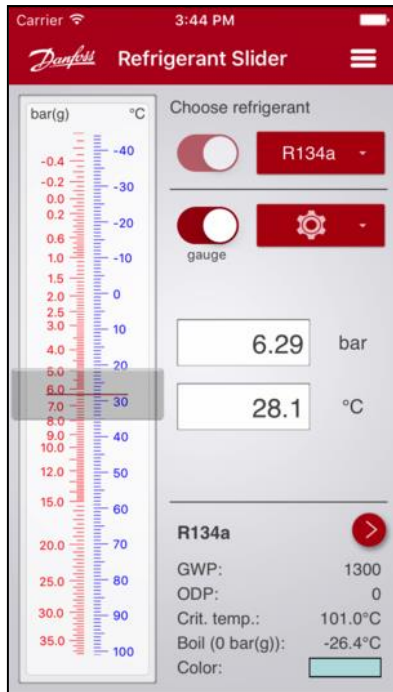 Carrier 3:44 PM
Danfoss Refrigerant Slider
bar(g) °C
Choose refrigerant
R134a
gauge
-0.4
-0.2
0.0
0.2
0.6
1.0
1.5
2.0
2.5
3.0
4.0
5.0
6.0
7.0
8.0
9.0
10.0
12.0
15.0
20.0
25.0
30.0
35.0
-40
-30
-20
-10
0
10
20
30
40
50
60
70
80
90
100
6.29 bar
28.1 °C
R134a
GWP: 1300
ODP: 0
Crit. temp.: 101.0°C
Boil (0 bar(g)): -26.4°C
Color: